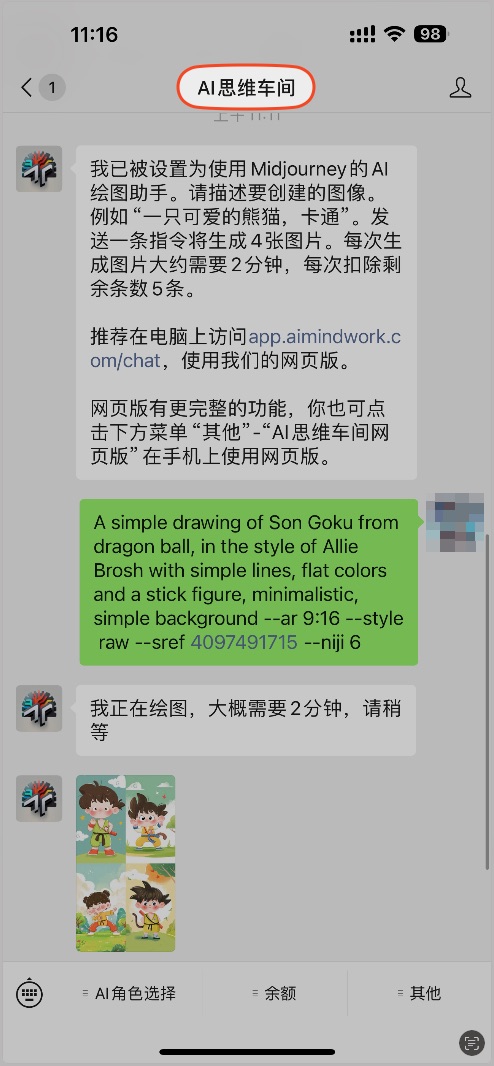 11:16
98
1
AI思维车间
上午 11:11
我已被设置为使用Midjourney的AI
绘图助手。请描述要创建的图像。
例如“一只可爱的熊猫，卡通”。发
送一条指令将生成4张图片。每次生
成图片大约需要2分钟，每次扣除剩
余条数5条。
推荐在电脑上访问app.aimindwork.c
om/chat，使用我们的网页版。
网页版有更完整的功能，你也可点
击下方菜单“其他”-“AI思维车间网
页版”在手机上使用网页版。
A simple drawing of Son Goku from
dragon ball, in the style of Allie
Brosh with simple lines, flat colors
and a stick figure, minimalistic,
simple background --ar 9:16 --style
raw --sref 4097491715 --niji 6
我正在绘图，大概需要2分钟，请稍
等
AI角色选择
余额
其他